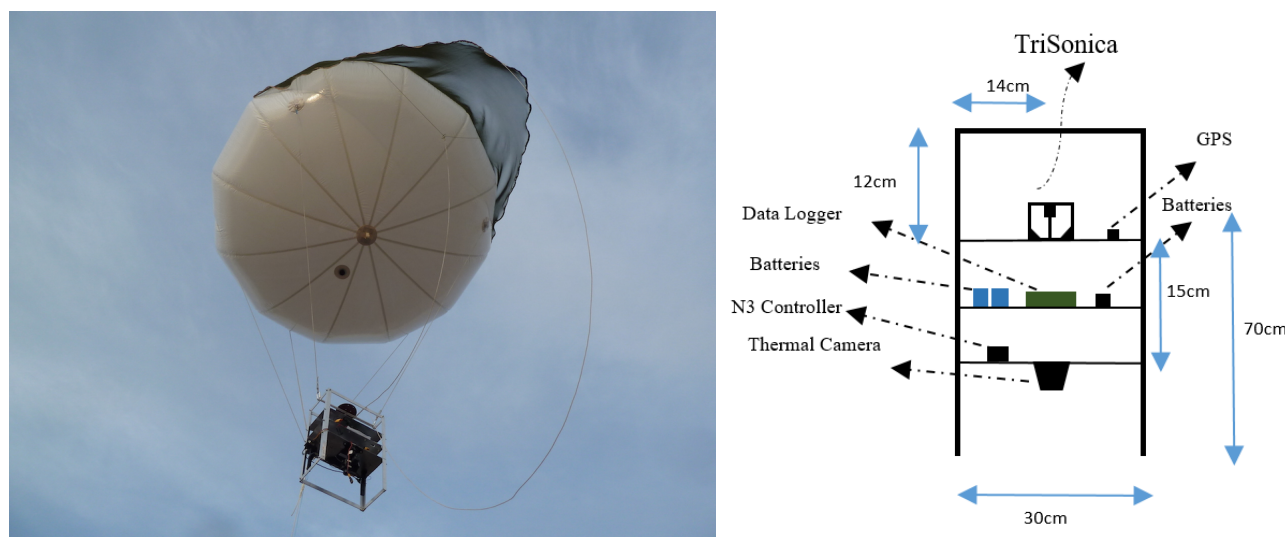 TriSonica
14cm
GPS
12cm
Batteries
Data Logger
Batteries
15cm
N3 Controller
70cm
Thermal Camera
30cm